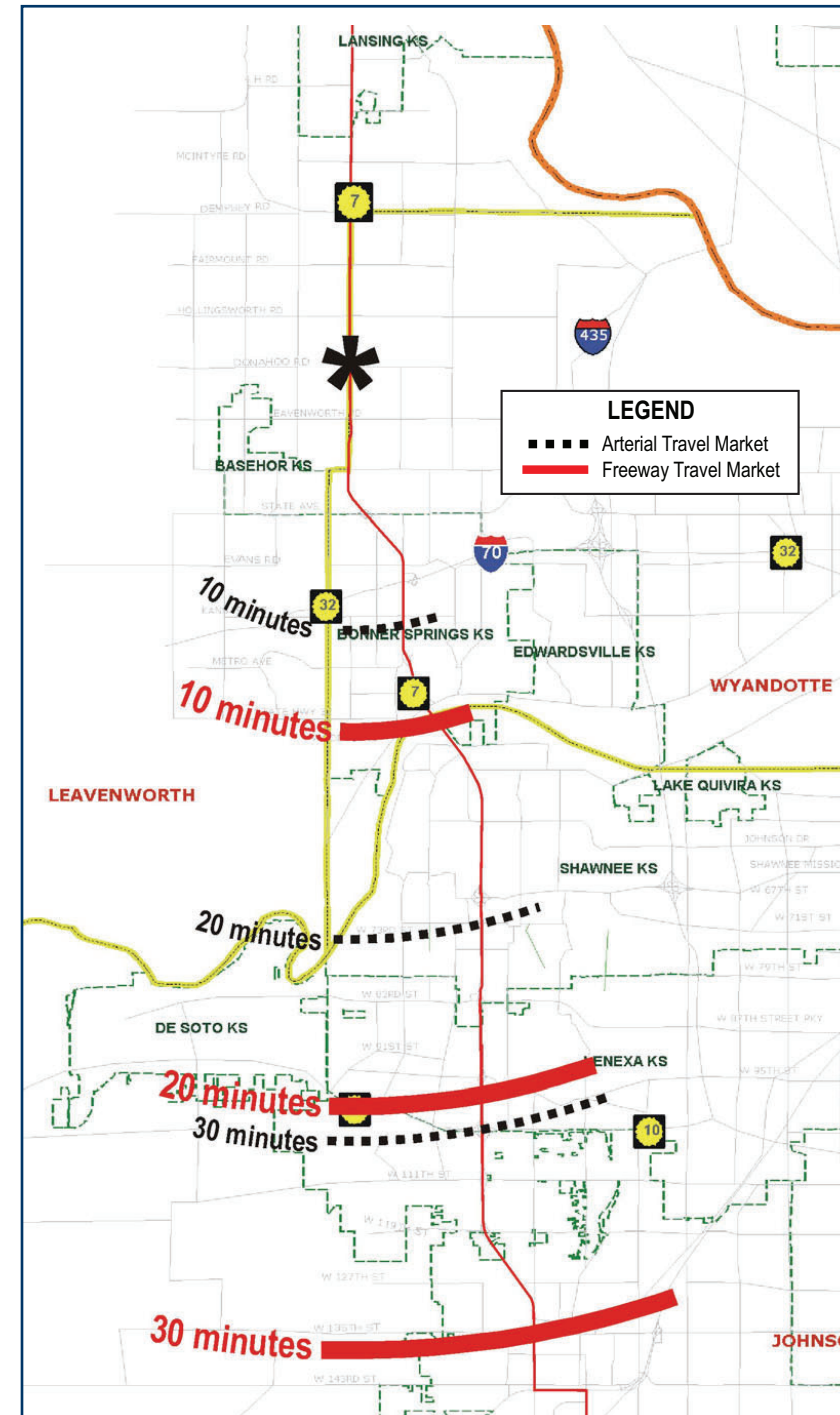 LANSING KS
H RD
MCINTYRE RD
7
DEMPSEY RD
FAIRMOUNT RD
HOLLINGSWORTH RD
435
DONAHOO RD
LEGEND
Arterial Travel Market
Freeway Travel Market
BASEHOR KS
STATE AVE
70
32
EVANS RD
10 minutes
32
BONNER SPRINGS KS
EDWARDSVILLE KS
METRO AVE
7
WYANDOTTE
10 minutes
LEAVENWORTH
LAKE QUIVIRA KS
JOHNSON DR
SHAWNEE KS
SHAWNEE MISSIO
W 67TH ST
W 71ST ST
20 minutes
W 79TH ST
W 83RD ST
DE SOTO KS
W 87TH STREET PKY
W 91ST ST
LENEXA KS
W 95TH ST
20 minutes
30 minutes
10
W 111TH ST
W 119TH ST
W 127TH ST
30 minutes
W 135TH ST
JOHNSO
W 143RD ST